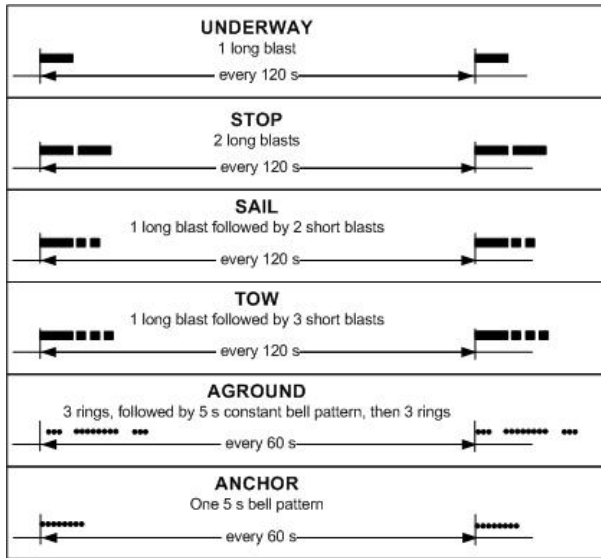 UNDERWAY
1 long blast
every 120 s
STOP
2 long blasts
every 120 s
SAIL
1 long blast followed by 2 short blasts
every 120 s
TOW
1 long blast followed by 3 short blasts
every 120 s
AGROUND
3 rings, followed by 5 s constant bell pattern, then 3 rings
every 60 s
ANCHOR
One 5 s bell pattern
every 60 s